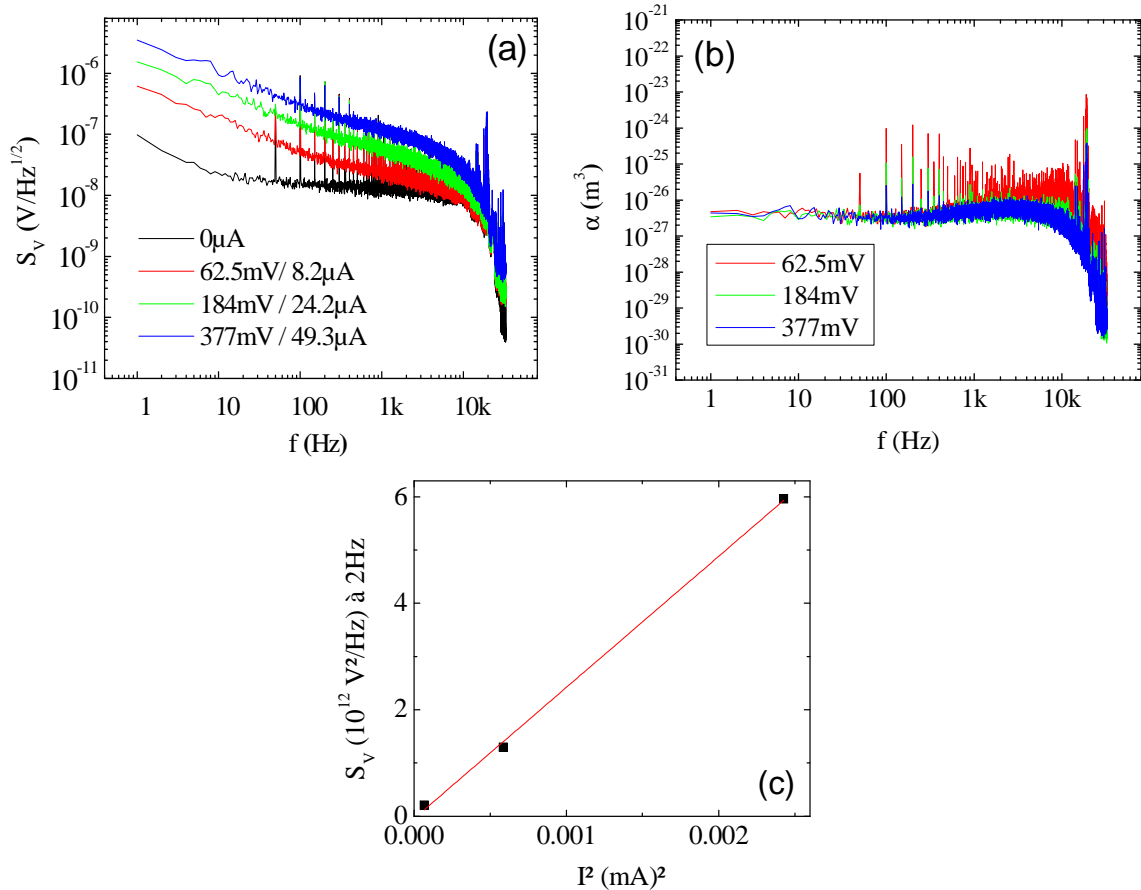 (a)
S_V (V/Hz^{1/2})
10^{-6}
10^{-7}
10^{-8}
10^{-9}
10^{-10}
10^{-11}
0µA
62.5mV/ 8.2µA
184mV / 24.2µA
377mV / 49.3µA
1 10 100 1k 10k
f (Hz)
(b)
α (m^3)
10^{-21}
10^{-22}
10^{-23}
10^{-24}
10^{-25}
10^{-26}
10^{-27}
10^{-28}
10^{-29}
10^{-30}
10^{-31}
62.5mV
184mV
377mV
1 10 100 1k 10k
f (Hz)
S_V (10^{12} V²/Hz) à 2Hz
6
4
2
0
(c)
0.000 0.001 0.002
I² (mA)²